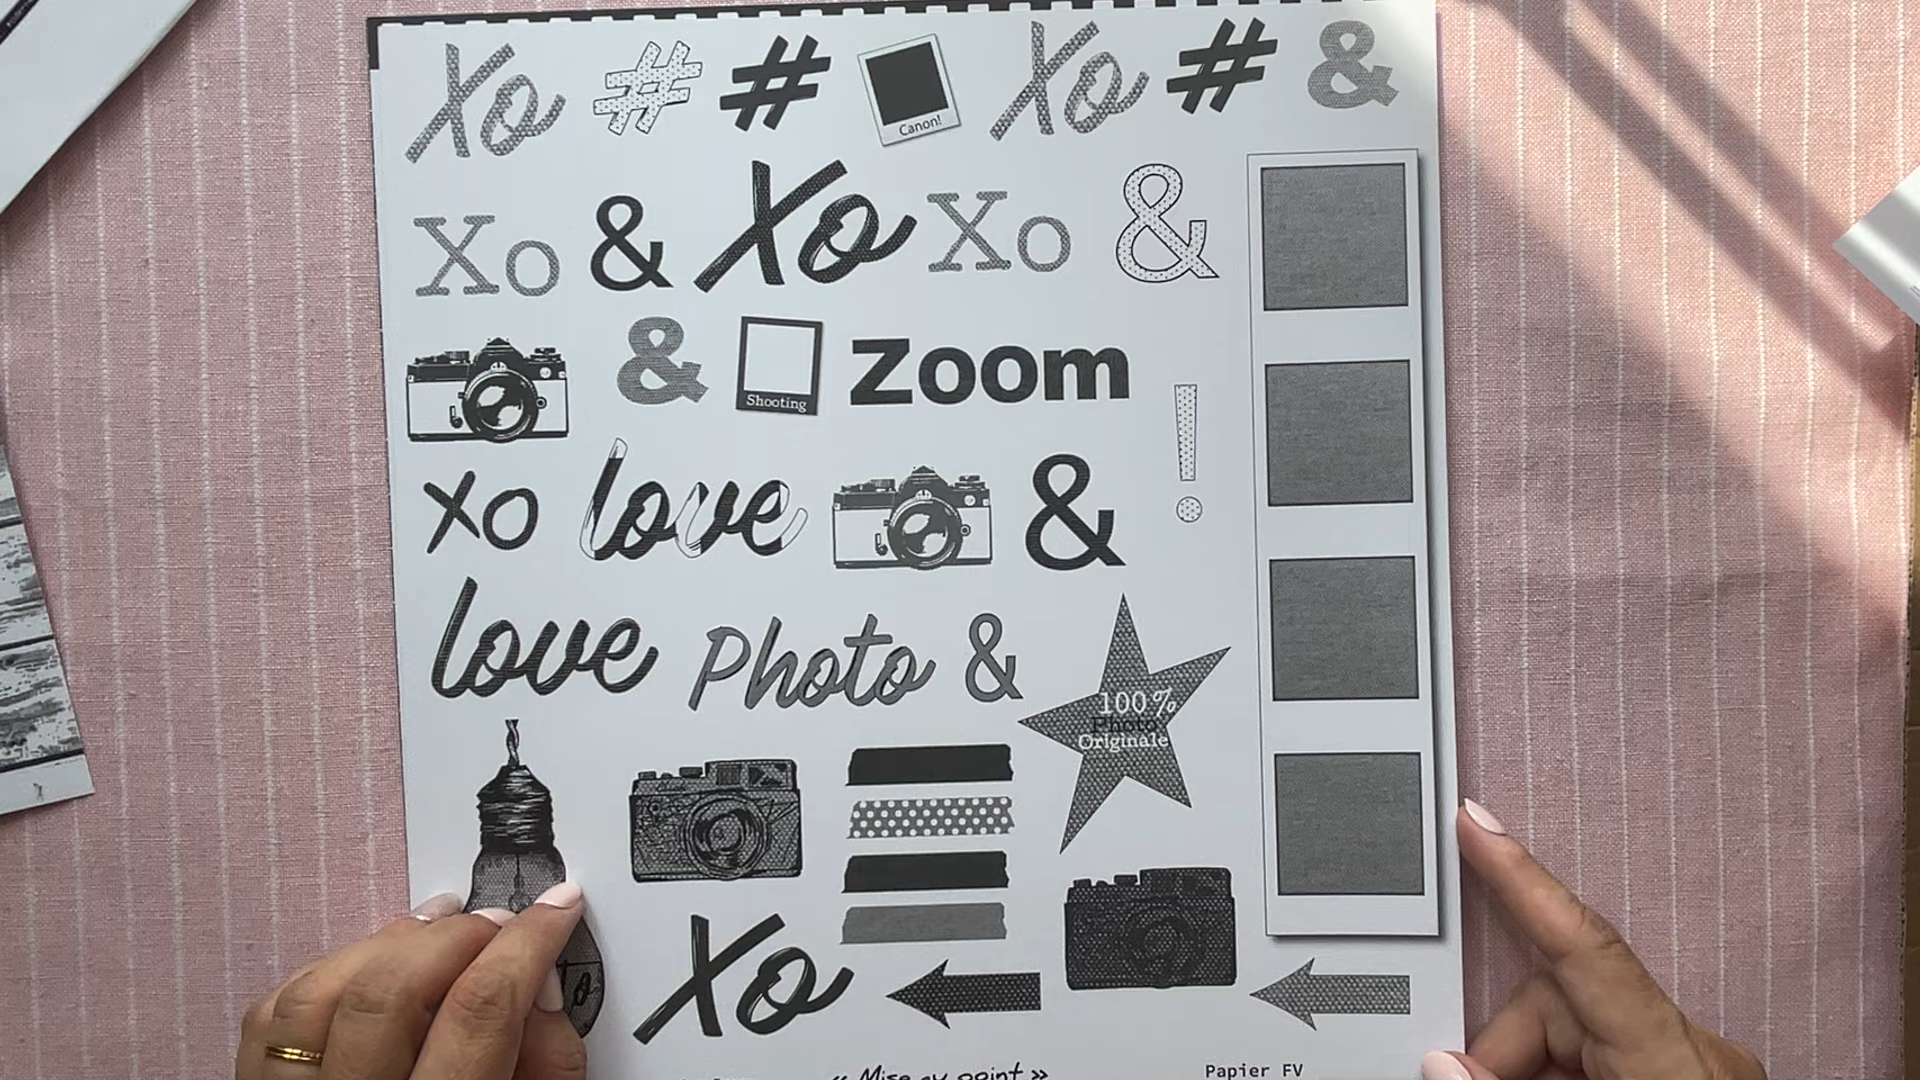 Xo # # Canon! Xo # &
Xo & Xo Xo &
& Shooting Zoom !
xo love &
love Photo &
100%
Photo
Originale
Xo
« Mise au point »
Papier FV